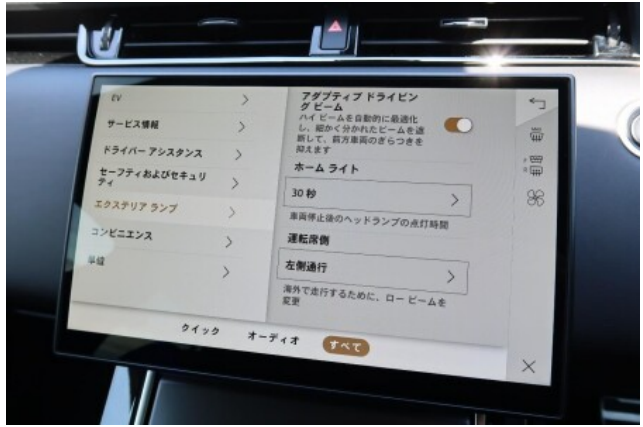 EV
サービス情報
ドライバー アシスタンス
セーフティおよびセキュリ
ティ
エクステリア ランプ
コンビニエンス
単位
アダプティブ ドライビン
グ ビーム
ハイ ビームを自動的に最適化
し、細かく分かれたビームを遮
断して、前方車両のぎらつきを
抑えます
ホーム ライト
30 秒
車両停止後のヘッドランプの点灯時間
運転席側
左側通行
海外で走行するために、ロー ビームを
変更
クイック
オーディオ
すべて